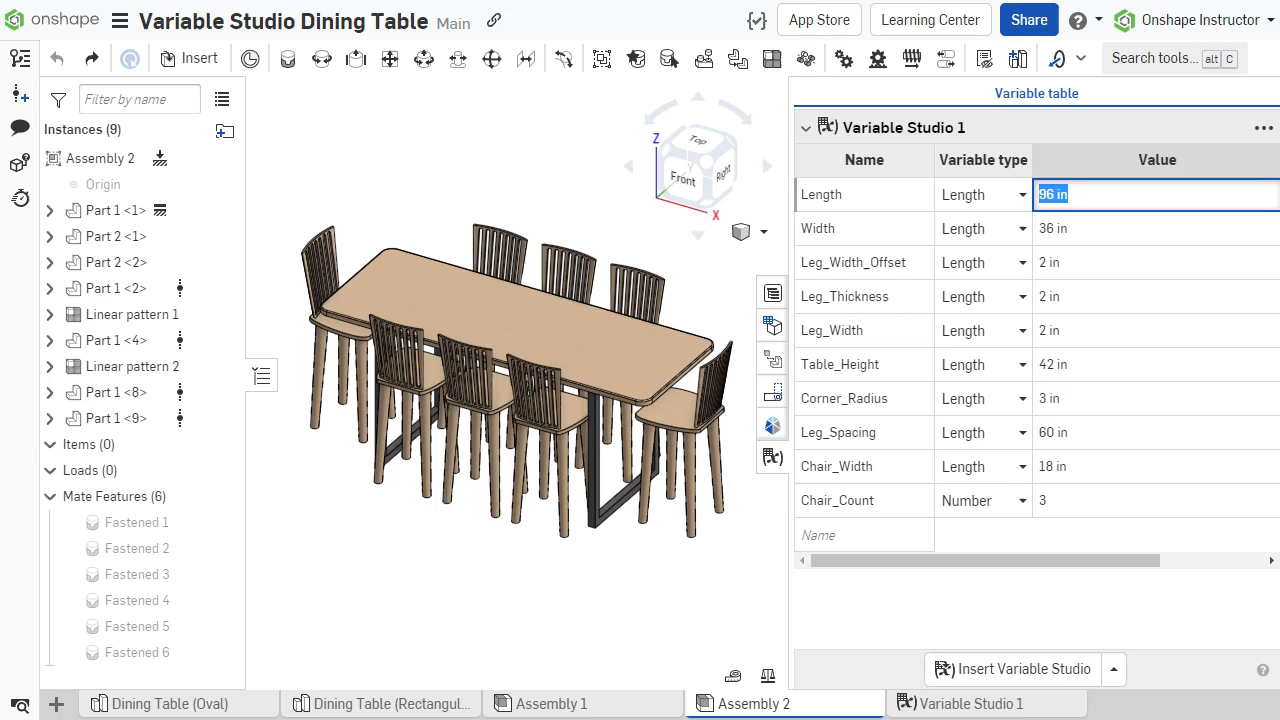 onshape Variable Studio Dining Table Main App Store Learning Center Share Onshape Instructor
Insert Search tools... alt C
Filter by name
Instances (9)
Assembly 2
Origin
Part 1 <1>
Part 2 <1>
Part 2 <2>
Part 1 <2>
Linear pattern 1
Part 1 <4>
Linear pattern 2
Part 1 <8>
Part 1 <9>
Items (0)
Loads (0)
Mate Features (6)
Fastened 1
Fastened 2
Fastened 3
Fastened 4
Fastened 5
Fastened 6
Z
Top
Front
Right
Y
X
Variable table
(x) Variable Studio 1
Name Variable type Value
Length Length 96 in
Width Length 36 in
Leg_Width_Offset Length 2 in
Leg_Thickness Length 2 in
Leg_Width Length 2 in
Table_Height Length 42 in
Corner_Radius Length 3 in
Leg_Spacing Length 60 in
Chair_Width Length 18 in
Chair_Count Number 3
Name
(x) Insert Variable Studio
Dining Table (Oval) Dining Table (Rectangul... Assembly 1 Assembly 2 (x) Variable Studio 1